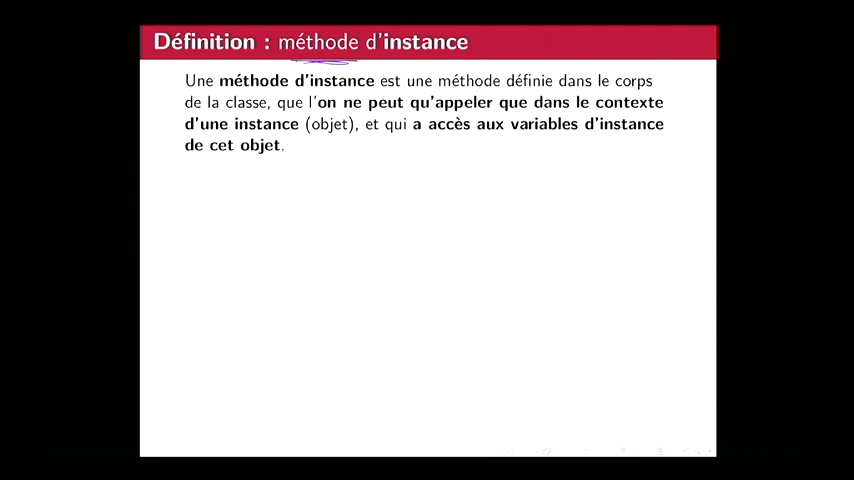 Définition : méthode d'instance
Une méthode d'instance est une méthode définie dans le corps
de la classe, que l'on ne peut qu'appeler que dans le contexte
d'une instance (objet), et qui a accès aux variables d'instance
de cet objet.